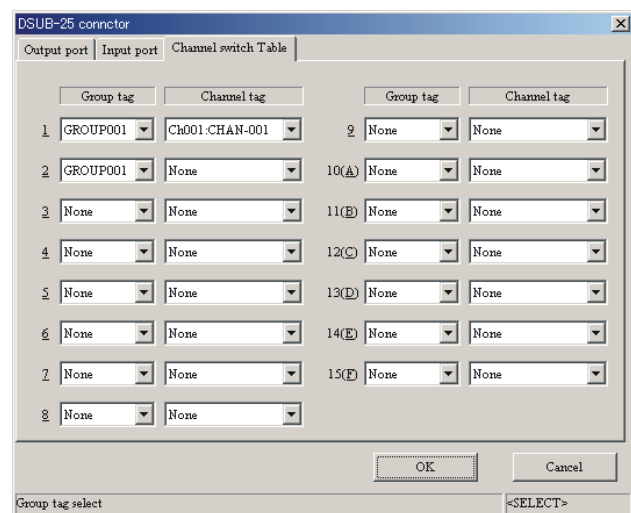 DSUB-25 connctor
Output port Input port Channel switch Table
Group tag Channel tag Group tag Channel tag
1 GROUP001 Ch001:CHAN-001 9 None None
2 GROUP001 None 10(A) None None
3 None None 11(B) None None
4 None None 12(C) None None
5 None None 13(D) None None
6 None None 14(E) None None
7 None None 15(F) None None
8 None None
OK Cancel
Group tag select <SELECT>